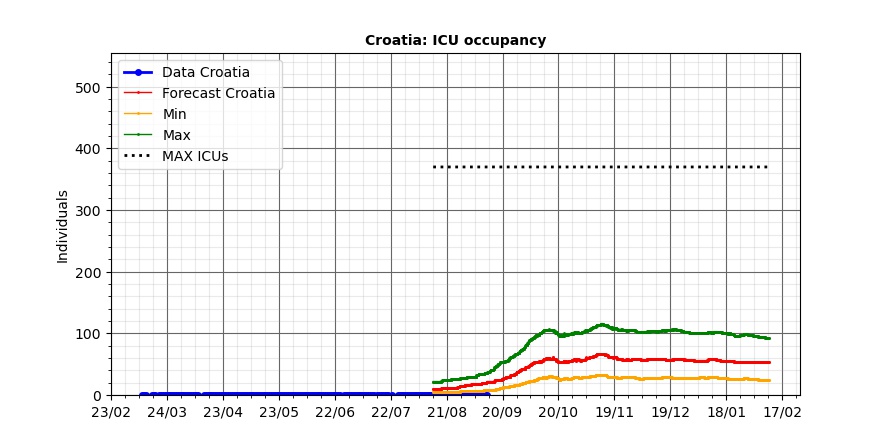 Croatia: ICU occupancy
Data Croatia
Forecast Croatia
Min
Max
MAX ICUs
Individuals
500
400
300
200
100
0
23/02 24/03 23/04 23/05 22/06 22/07 21/08 20/09 20/10 19/11 19/12 18/01 17/02